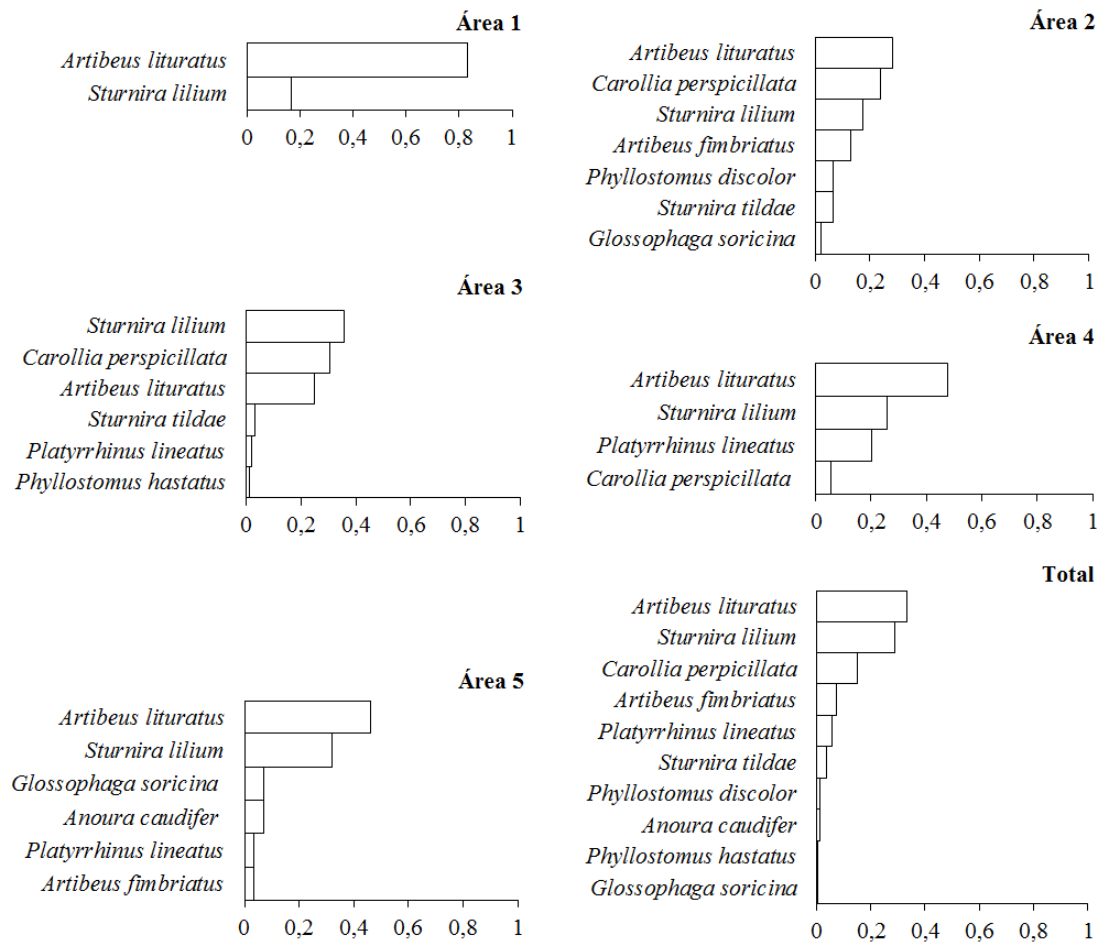 Área 1
Artibeus lituratus
Sturnira lilium
0 0,2 0,4 0,6 0,8 1
Área 2
Artibeus lituratus
Carollia perspicillata
Sturnira lilium
Artibeus fimbriatus
Phyllostomus discolor
Sturnira tildae
Glossophaga soricina
0 0,2 0,4 0,6 0,8 1
Área 3
Sturnira lilium
Carollia perspicillata
Artibeus lituratus
Sturnira tildae
Platyrrhinus lineatus
Phyllostomus hastatus
0 0,2 0,4 0,6 0,8 1
Área 4
Artibeus lituratus
Sturnira lilium
Platyrrhinus lineatus
Carollia perspicillata
0 0,2 0,4 0,6 0,8 1
Área 5
Artibeus lituratus
Sturnira lilium
Glossophaga soricina
Anoura caudifer
Platyrrhinus lineatus
Artibeus fimbriatus
0 0,2 0,4 0,6 0,8 1
Total
Artibeus lituratus
Sturnira lilium
Carollia perpicillata
Artibeus fimbriatus
Platyrrhinus lineatus
Sturnira tildae
Phyllostomus discolor
Anoura caudifer
Phyllostomus hastatus
Glossophaga soricina
0 0,2 0,4 0,6 0,8 1